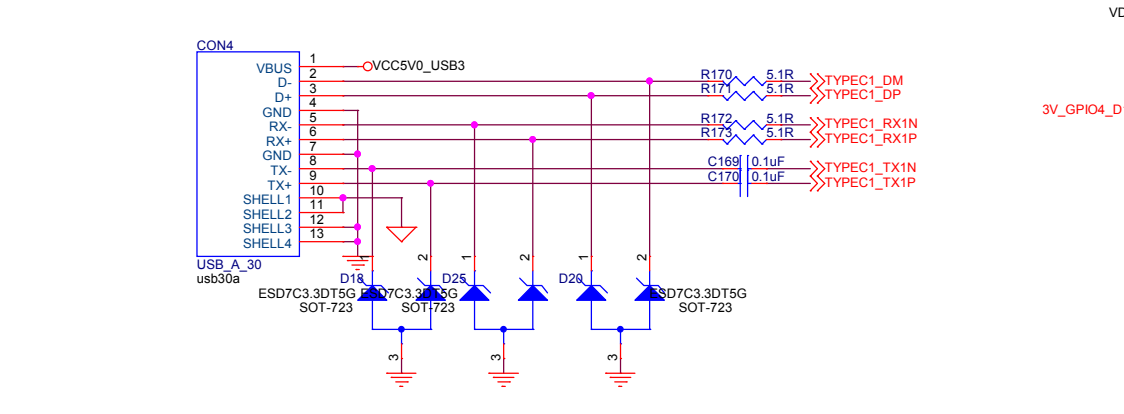 VD
CON4
1
VBUS
VCC5V0_USB3
2
D-
R170 5.1R
TYPEC1_DM
3
D+
R171 5.1R
TYPEC1_DP
4
GND
3V_GPIO4_D
5
RX-
R172 5.1R
TYPEC1_RX1N
6
RX+
R173 5.1R
TYPEC1_RX1P
7
GND
8
TX-
C169 0.1uF
TYPEC1_TX1N
9
TX+
C170 0.1uF
TYPEC1_TX1P
10
SHELL1
11
SHELL2
12
SHELL3
13
SHELL4
USB_A_30
usb30a
1 2 1 2 1 2
D18 D25 D20
ESD7C3.3DT5G ESD7C3.3DT5G ESD7C3.3DT5G
SOT-723 SOT-723 SOT-723
3 3 3